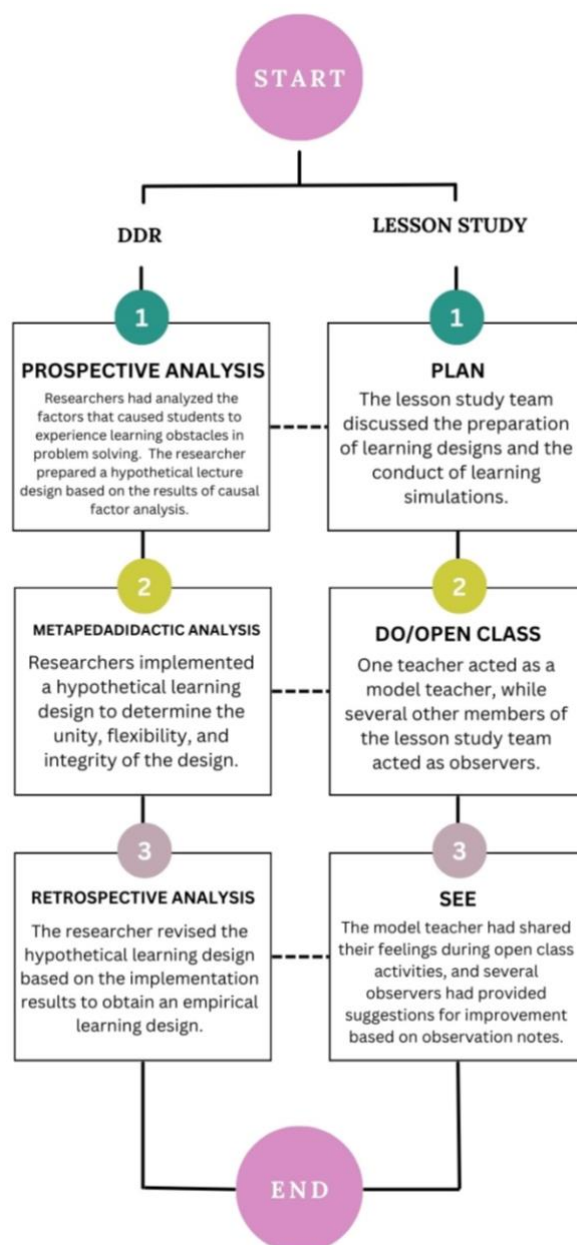 START
DDR
LESSON STUDY
1
PROSPECTIVE ANALYSIS
Researchers had analyzed the
factors that caused students to
experience learning obstacles in
problem solving. The researcher
prepared a hypothetical lecture
design based on the results of causal
factor analysis.
1
PLAN
The lesson study team
discussed the preparation
of learning designs and the
conduct of learning
simulations.
2
METAPEDADIDACTIC ANALYSIS
Researchers implemented
a hypothetical learning
design to determine the
unity, flexibility, and
integrity of the design.
2
DO/OPEN CLASS
One teacher acted as a
model teacher, while
several other members of
the lesson study team
acted as observers.
3
RETROSPECTIVE ANALYSIS
The researcher revised the
hypothetical learning design
based on the implementation
results to obtain an empirical
learning design.
3
SEE
The model teacher had shared
their feelings during open class
activities, and several
observers had provided
suggestions for improvement
based on observation notes.
END